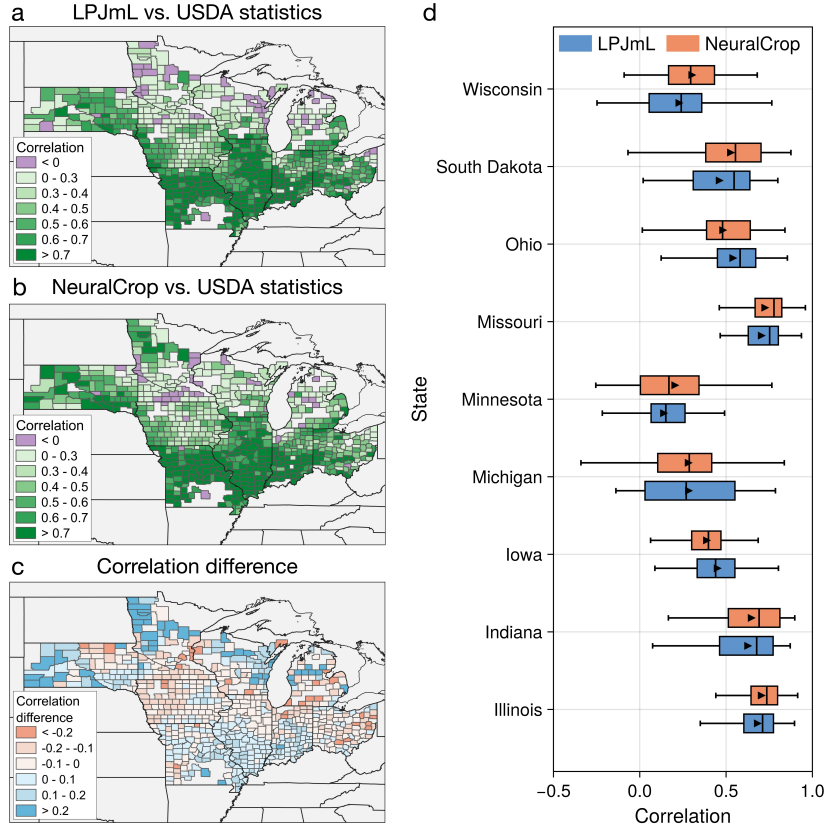 a
LPJmL vs. USDA statistics
Correlation
< 0
0 - 0.3
0.3 - 0.4
0.4 - 0.5
0.5 - 0.6
0.6 - 0.7
> 0.7
b
NeuralCrop vs. USDA statistics
Correlation
< 0
0 - 0.3
0.3 - 0.4
0.4 - 0.5
0.5 - 0.6
0.6 - 0.7
> 0.7
c
Correlation difference
Correlation
difference
< -0.2
-0.2 - -0.1
-0.1 - 0
0 - 0.1
0.1 - 0.2
> 0.2
d
LPJmL NeuralCrop
Wisconsin
South Dakota
Ohio
Missouri
Minnesota
Michigan
Iowa
Indiana
Illinois
State
−0.5 0.0 0.5 1.0
Correlation